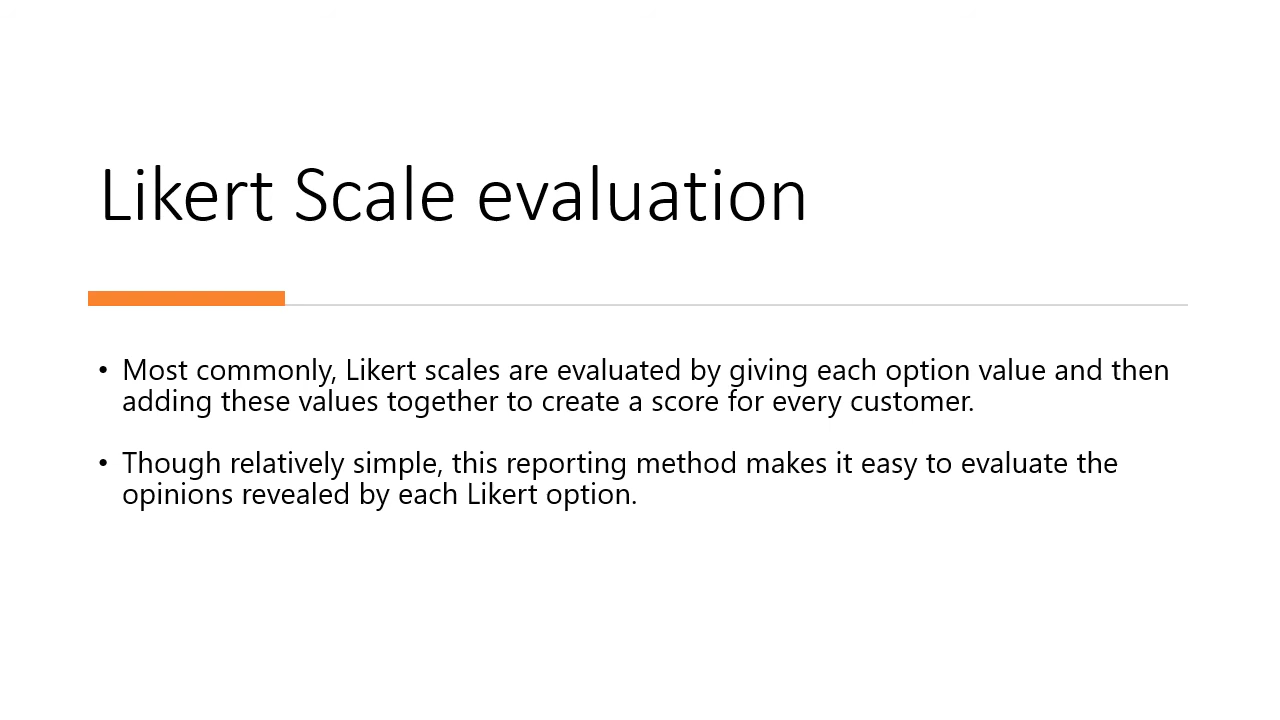 Likert Scale evaluation
• Most commonly, Likert scales are evaluated by giving each option value and then
adding these values together to create a score for every customer.
• Though relatively simple, this reporting method makes it easy to evaluate the
opinions revealed by each Likert option.